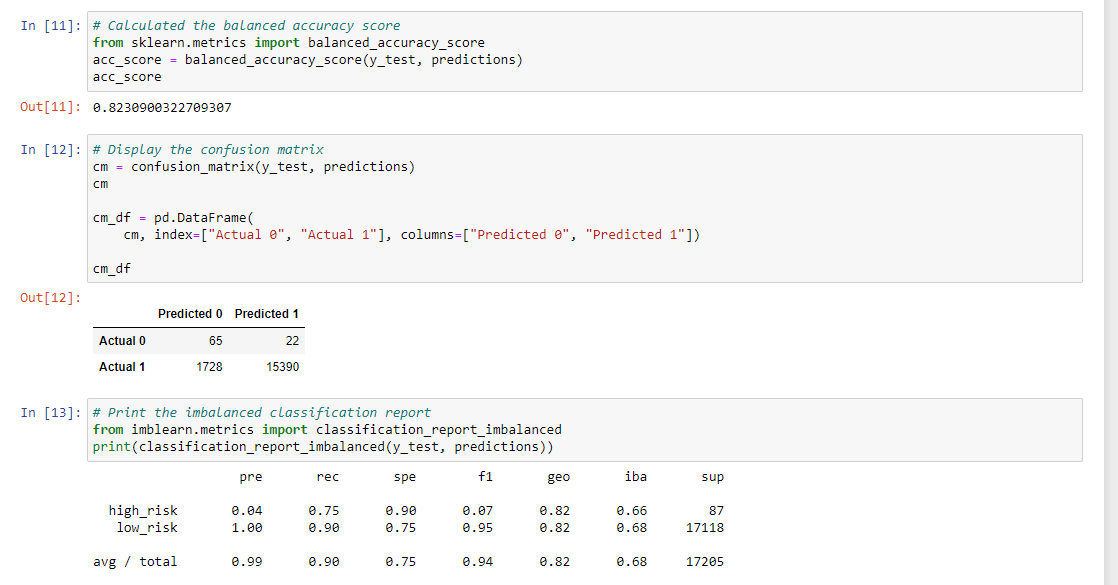 In [11]: # Calculated the balanced accuracy score
from sklearn.metrics import balanced_accuracy_score
acc_score = balanced_accuracy_score(y_test, predictions)
acc_score
Out[11]: 0.8230900322709307
In [12]: # Display the confusion matrix
cm = confusion_matrix(y_test, predictions)
cm
cm_df = pd.DataFrame(
cm, index=["Actual 0", "Actual 1"], columns=["Predicted 0", "Predicted 1"])
cm_df
Out[12]:
Predicted 0 Predicted 1
Actual 0 65 22
Actual 1 1728 15390
In [13]: # Print the imbalanced classification report
from imblearn.metrics import classification_report_imbalanced
print(classification_report_imbalanced(y_test, predictions))
pre rec spe f1 geo iba sup
high_risk 0.04 0.75 0.90 0.07 0.82 0.66 87
low_risk 1.00 0.90 0.75 0.95 0.82 0.68 17118
avg / total 0.99 0.90 0.75 0.94 0.82 0.68 17205